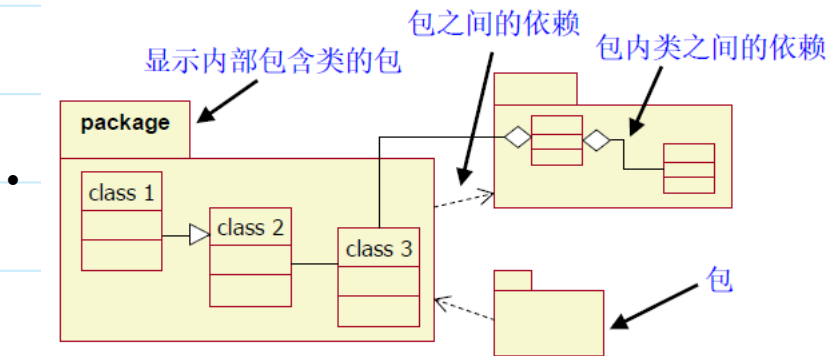 包之间的依赖
包内类之间的依赖
显示内部包含类的包
package
class 1
class 2
class 3
包